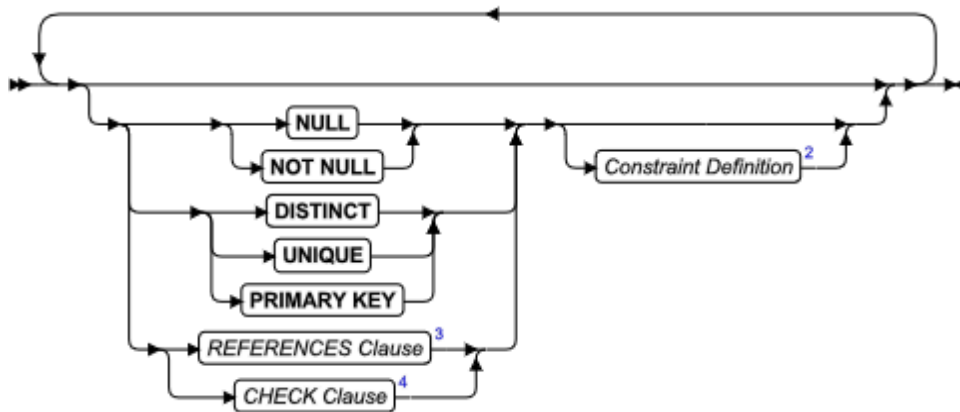 NULL
NOT NULL
Constraint Definition 2
DISTINCT
UNIQUE
PRIMARY KEY
REFERENCES Clause 3
CHECK Clause 4